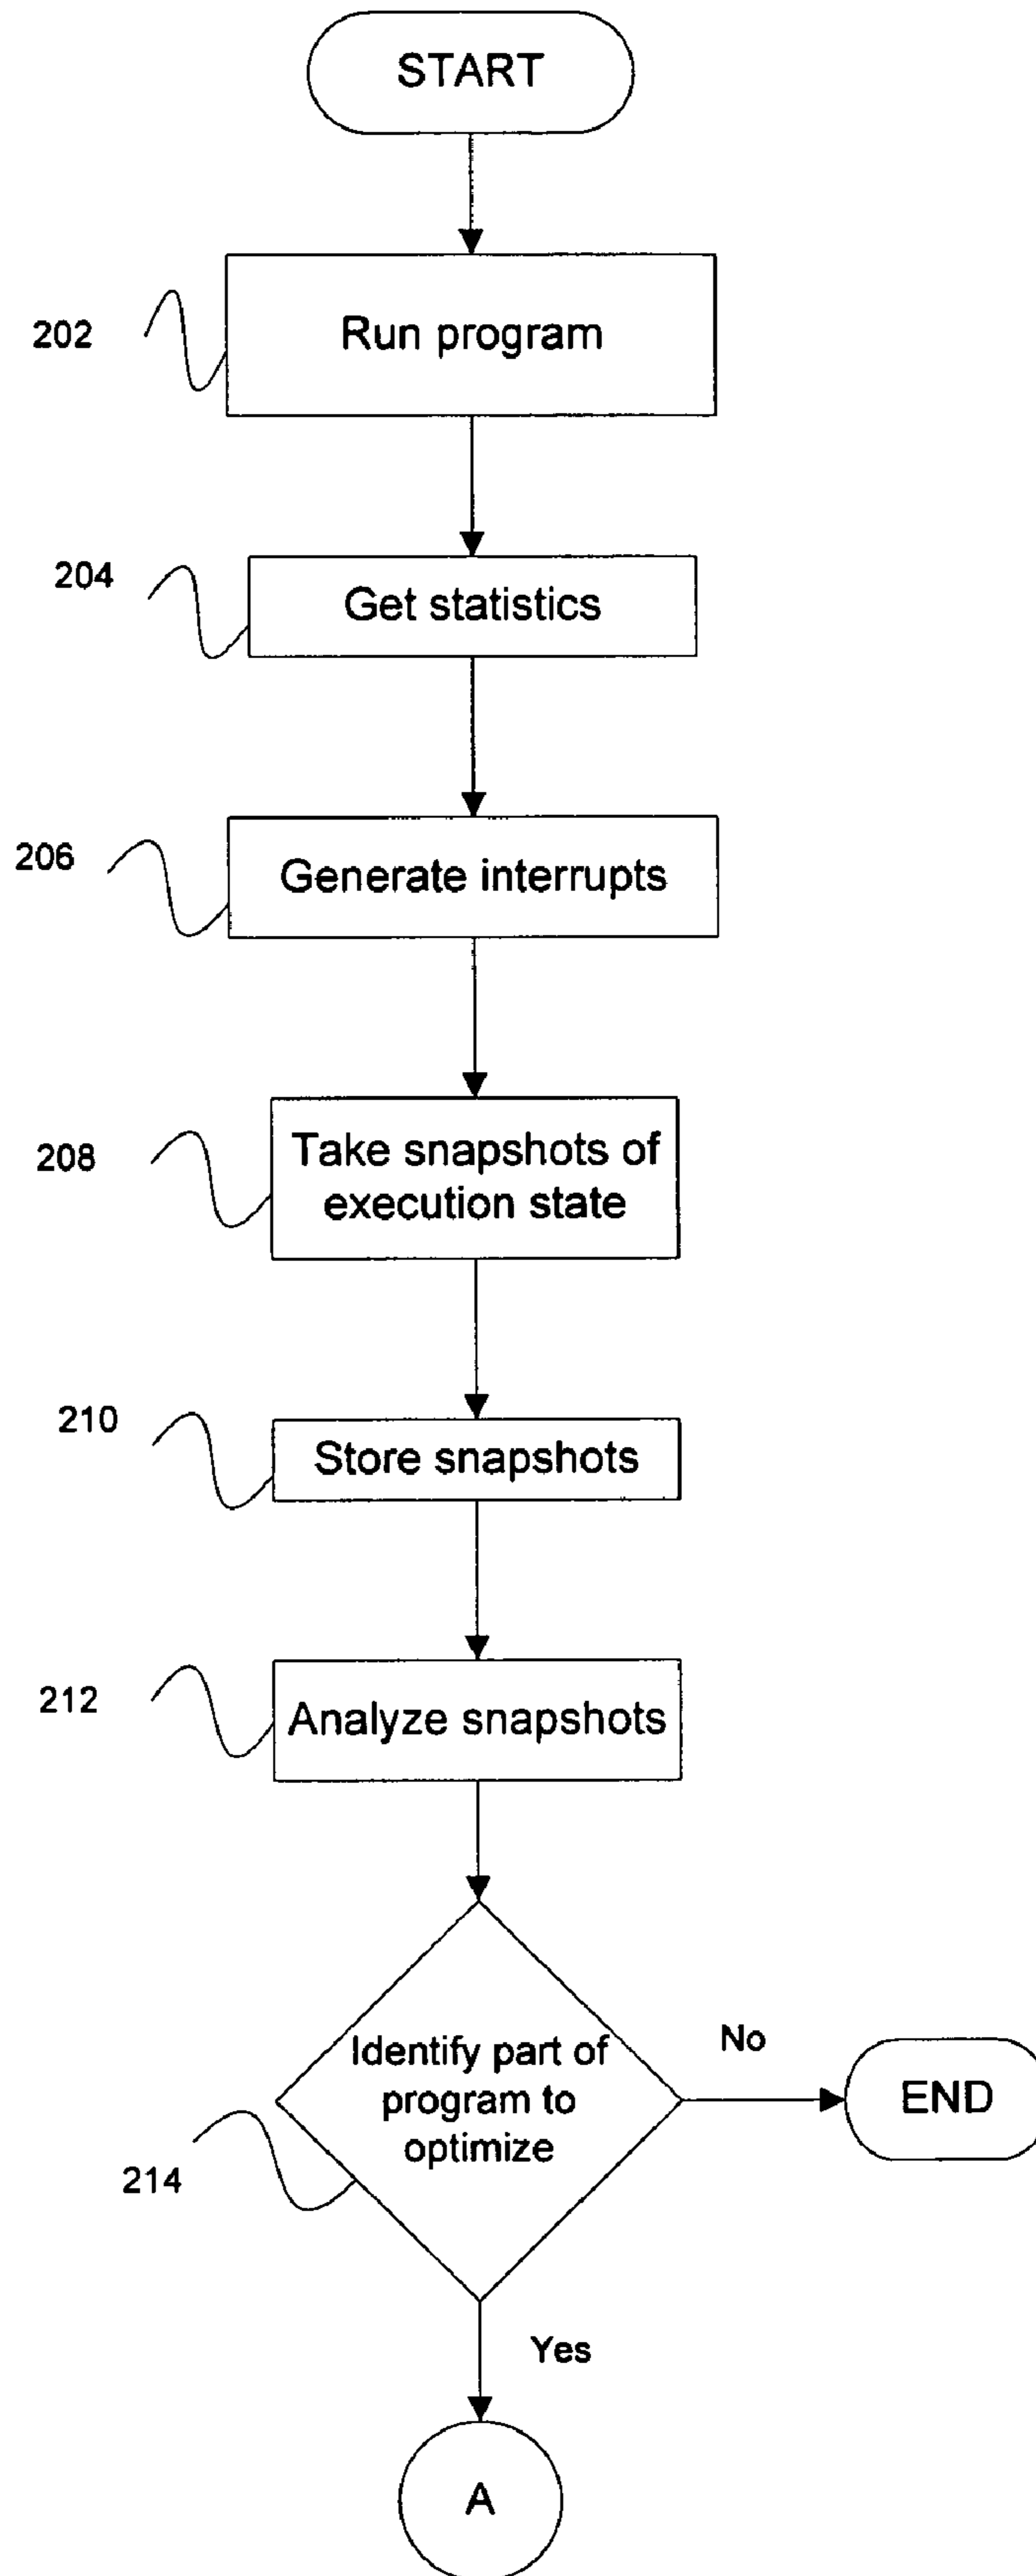 START
202
Run program
204
Get statistics
206
Generate interrupts
208
Take snapshots of
execution state
210
Store snapshots
212
Analyze snapshots
214
Identify part of
program to
optimize
No
END
Yes
A